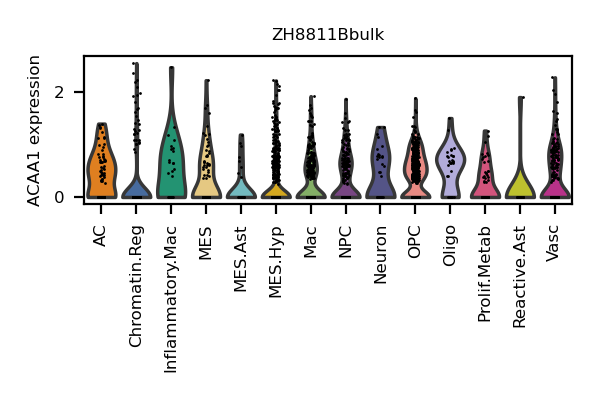 ZH8811Bbulk
ACAA1 expression
2
0
AC
Chromatin.Reg
Inflammatory.Mac
MES
MES.Ast
MES.Hyp
Mac
NPC
Neuron
OPC
Oligo
Prolif.Metab
Reactive.Ast
Vasc